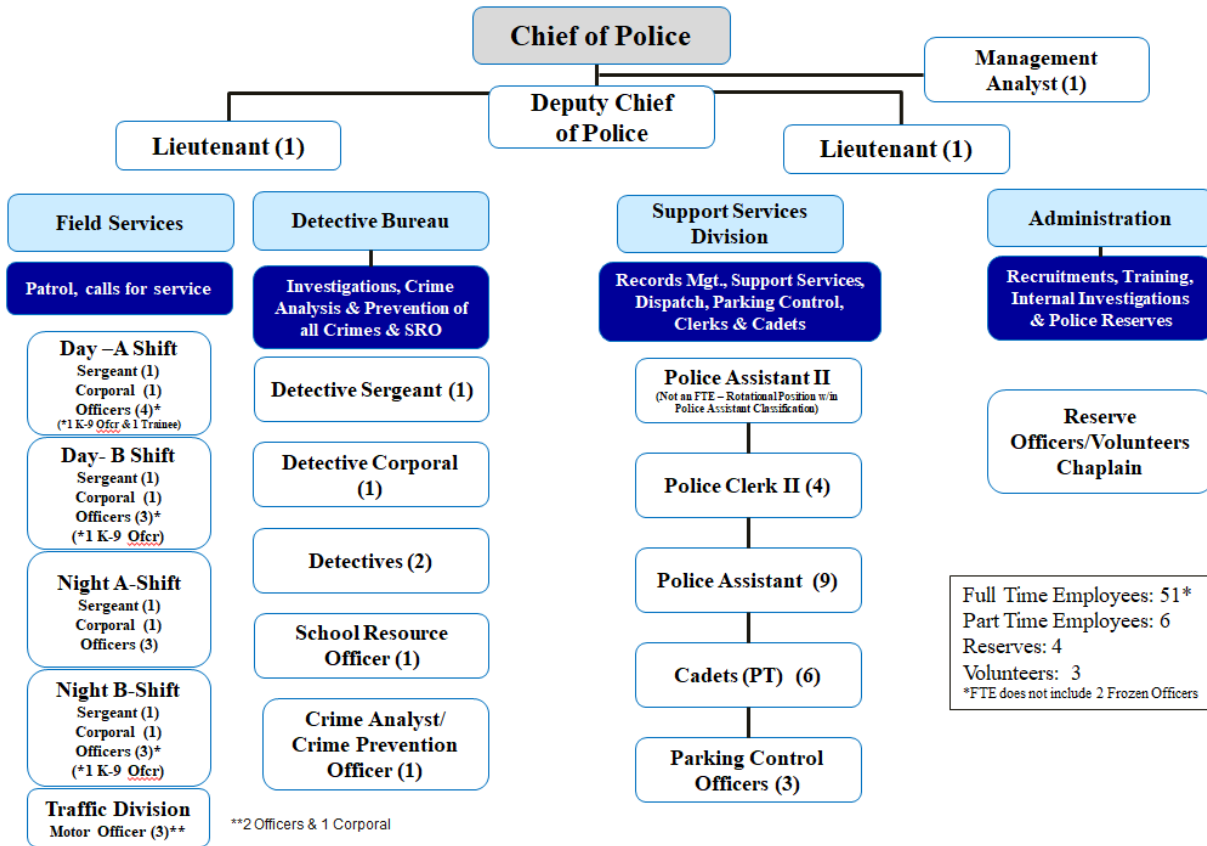 Chief of Police
Management
Analyst (1)
Deputy Chief
of Police
Lieutenant (1)
Lieutenant (1)
Field Services
Patrol, calls for service
Day –A Shift
Sergeant (1)
Corporal (1)
Officers (4)*
(*1 K-9 Ofcr & 1 Trainee)
Day- B Shift
Sergeant (1)
Corporal (1)
Officers (3)*
(*1 K-9 Ofcr)
Night A-Shift
Sergeant (1)
Corporal (1)
Officers (3)
Night B-Shift
Sergeant (1)
Corporal (1)
Officers (3)*
(*1 K-9 Ofcr)
Traffic Division
Motor Officer (3)**
Detective Bureau
Investigations, Crime
Analysis & Prevention of
all Crimes & SRO
Detective Sergeant (1)
Detective Corporal
(1)
Detectives (2)
School Resource
Officer (1)
Crime Analyst/
Crime Prevention
Officer (1)
**2 Officers & 1 Corporal
Support Services
Division
Records Mgt., Support Services,
Dispatch, Parking Control,
Clerks & Cadets
Police Assistant II
(Not an FTE – Rotational Position w/in
Police Assistant Classification)
Police Clerk II (4)
Police Assistant (9)
Cadets (PT) (6)
Parking Control
Officers (3)
Administration
Recruitments, Training,
Internal Investigations
& Police Reserves
Reserve
Officers/Volunteers
Chaplain
Full Time Employees: 51*
Part Time Employees: 6
Reserves: 4
Volunteers: 3
*FTE does not include 2 Frozen Officers